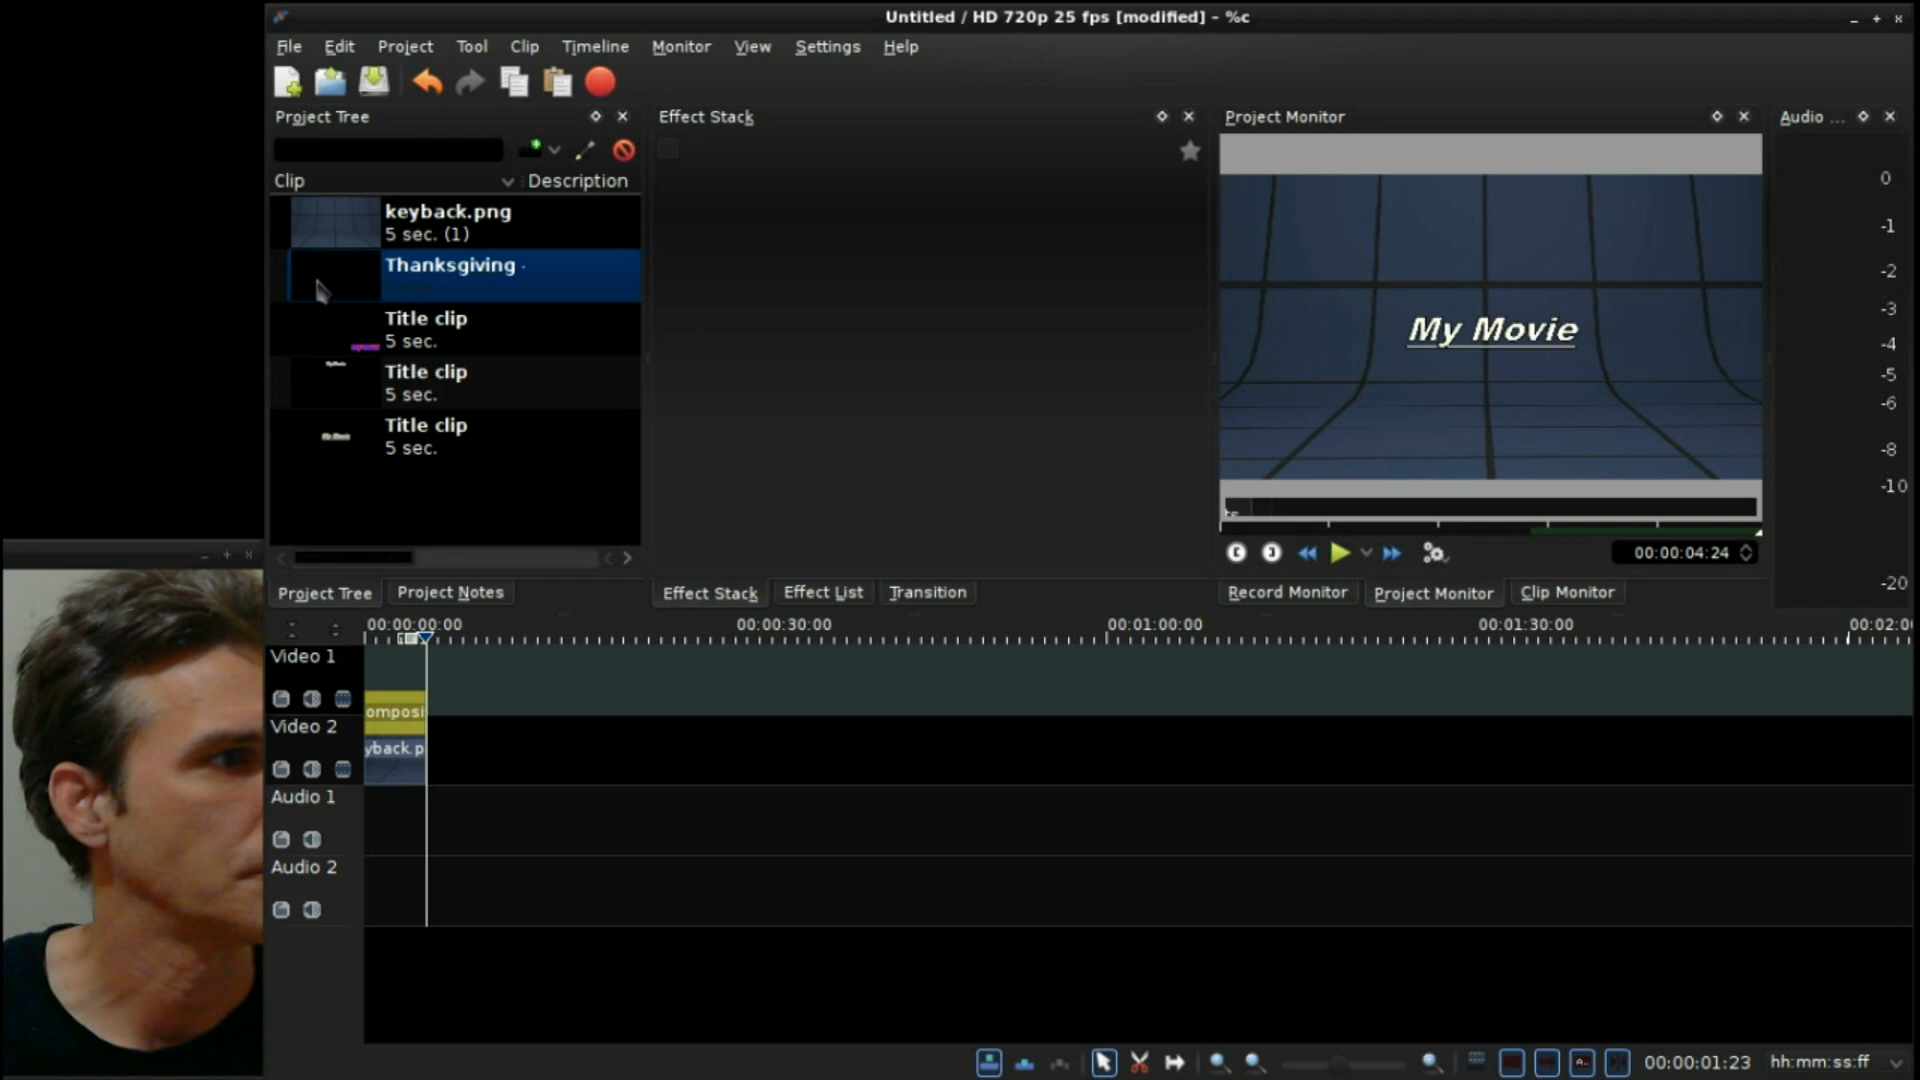 Untitled / HD 720p 25 fps [modified] - %c
File Edit Project Tool Clip Timeline Monitor View Settings Help
Project Tree
Effect Stack
Project Monitor
Audio ...
Clip
Description
keyback.png
5 sec. (1)
Thanksgiving
Title clip
5 sec.
Title clip
5 sec.
Title clip
5 sec.
My Movie
0
-1
-2
-3
-4
-5
-6
-8
-10
-20
00:00:04:24
Project Tree
Project Notes
Effect Stack
Effect List
Transition
Record Monitor
Project Monitor
Clip Monitor
00:00:00:00
00:00:30:00
00:01:00:00
00:01:30:00
00:02:0
Video 1
omposi
Video 2
yback.p
Audio 1
Audio 2
00:00:01:23
hh:mm:ss:ff